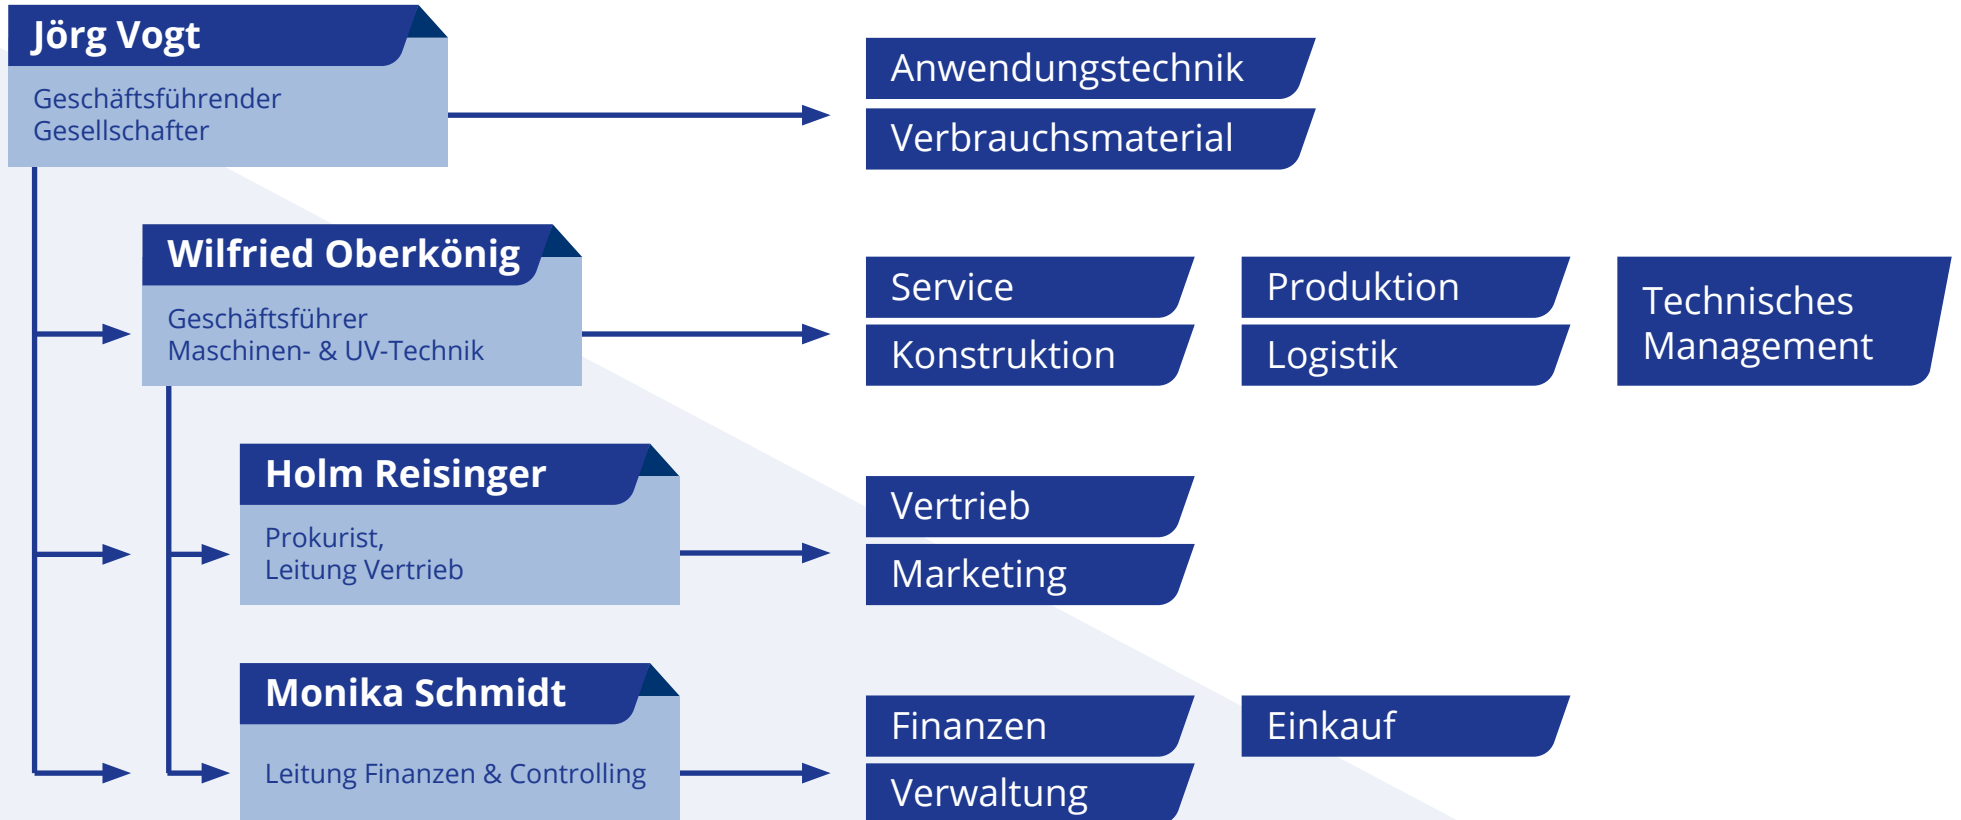 Jörg Vogt
Geschäftsführender
Gesellschafter
Anwendungstechnik
Verbrauchsmaterial
Wilfried Oberkönig
Geschäftsführer
Maschinen- & UV-Technik
Service
Konstruktion
Produktion
Logistik
Technisches
Management
Holm Reisinger
Prokurist,
Leitung Vertrieb
Vertrieb
Marketing
Monika Schmidt
Leitung Finanzen & Controlling
Finanzen
Verwaltung
Einkauf